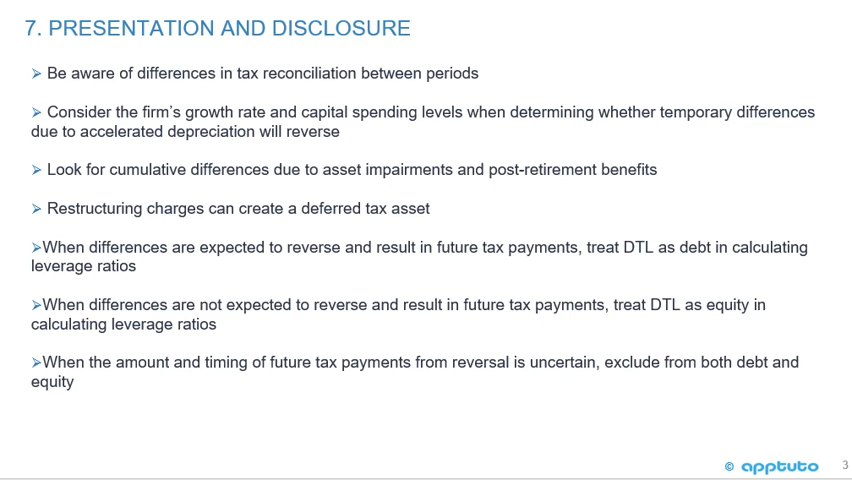 7. PRESENTATION AND DISCLOSURE
➢ Be aware of differences in tax reconciliation between periods
➢ Consider the firm's growth rate and capital spending levels when determining whether temporary differences
due to accelerated depreciation will reverse
➢ Look for cumulative differences due to asset impairments and post-retirement benefits
➢ Restructuring charges can create a deferred tax asset
➢When differences are expected to reverse and result in future tax payments, treat DTL as debt in calculating
leverage ratios
➢When differences are not expected to reverse and result in future tax payments, treat DTL as equity in
calculating leverage ratios
➢When the amount and timing of future tax payments from reversal is uncertain, exclude from both debt and
equity
© apptuto 3